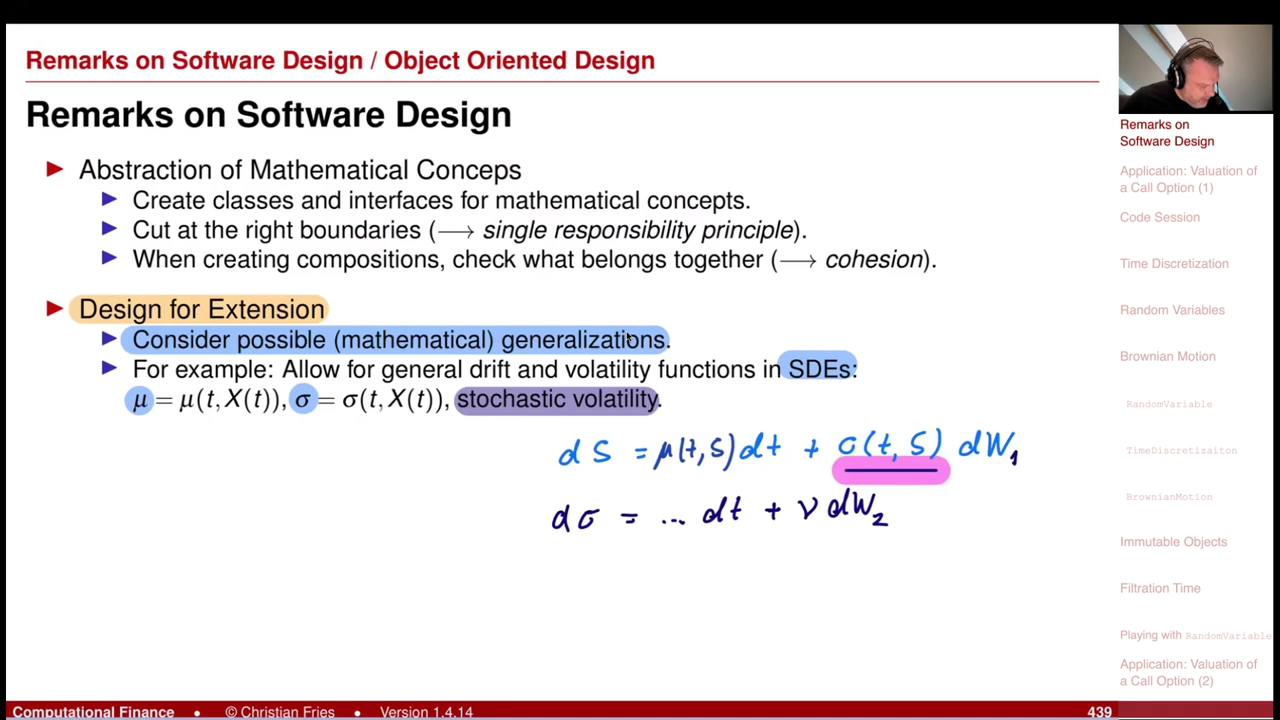 Remarks on Software Design / Object Oriented Design
Remarks on Software Design
► Abstraction of Mathematical Conceps
► Create classes and interfaces for mathematical concepts.
► Cut at the right boundaries (⟶ single responsibility principle).
► When creating compositions, check what belongs together (⟶ cohesion).
► Design for Extension
► Consider possible (mathematical) generalizations.
► For example: Allow for general drift and volatility functions in SDEs:
μ = μ(t, X(t)), σ = σ(t, X(t)), stochastic volatility.
dS = μ(t,S)dt + σ(t,S) dW₁
dσ = ... dt + ν dW₂
Remarks on
Software Design
Application: Valuation of
a Call Option (1)
Code Session
Time Discretization
Random Variables
Brownian Motion
RandomVariable
TimeDiscretizaiton
BrownianMotion
Immutable Objects
Filtration Time
Playing with RandomVariable
Application: Valuation of
a Call Option (2)
Computational Finance • © Christian Fries • Version 1.4.14 439